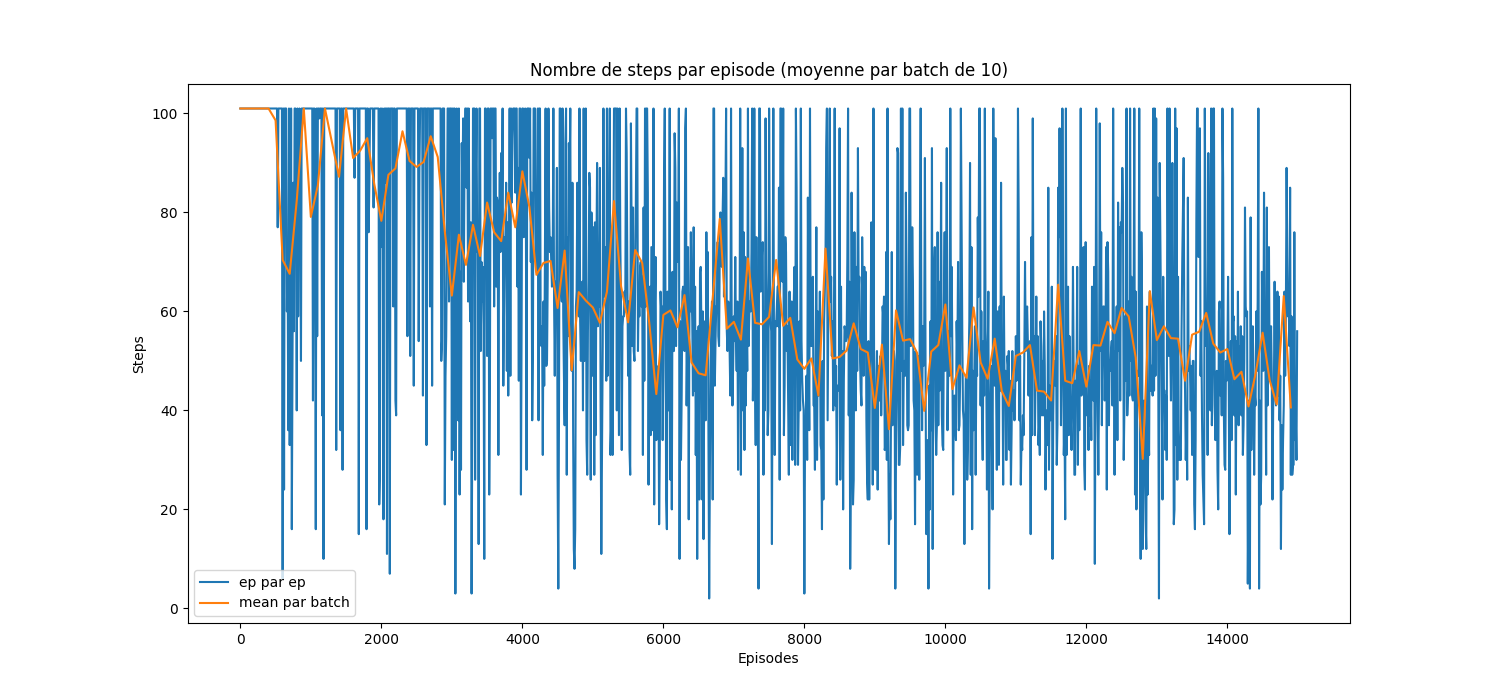 Nombre de steps par episode (moyenne par batch de 10)
100
80
60
40
20
0
Steps
ep par ep
mean par batch
0 2000 4000 6000 8000 10000 12000 14000
Episodes